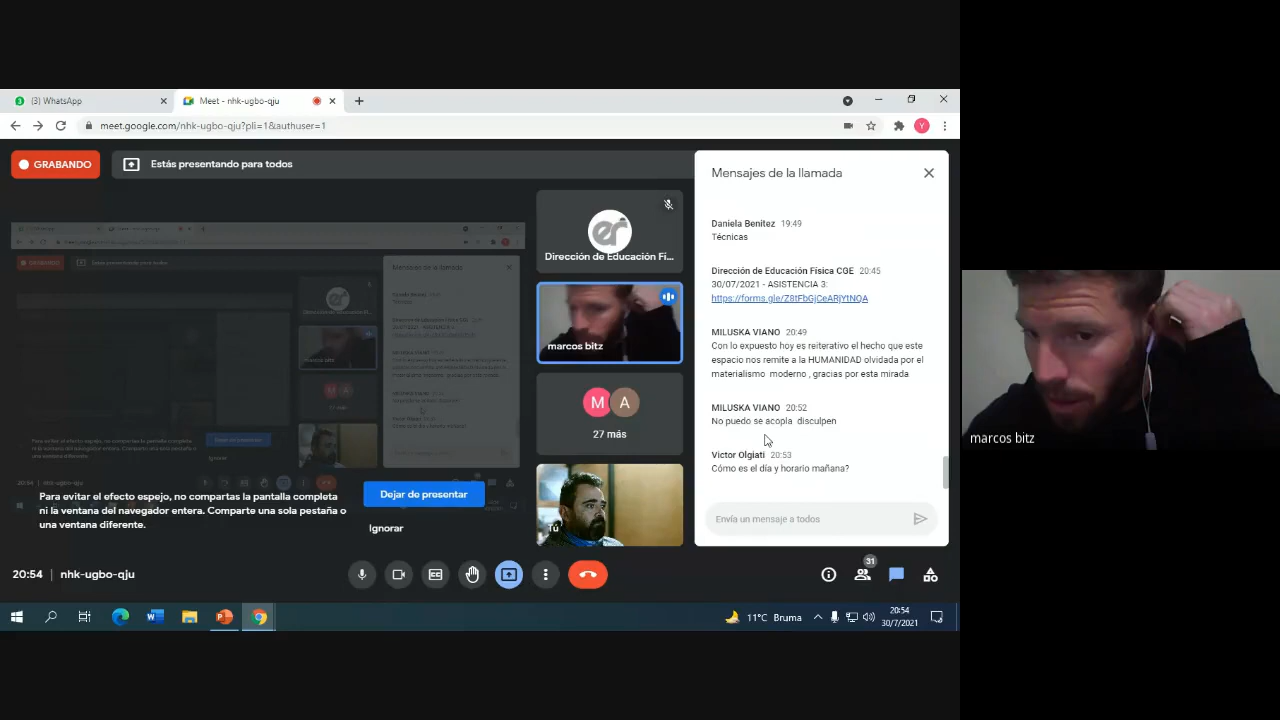 (3) WhatsApp
Meet - nhk-ugbo-qju
meet.google.com/nhk-ugbo-qju?pli=1&authuser=1
Y
GRABANDO
Estás presentando para todos
Mensajes de la llamada
Daniela Benitez 19:49
Técnicas
Dirección de Educación Física CGE 20:45
30/07/2021 - ASISTENCIA 3:
https://forms.gle/Z8tFbGjCeARjYtNQA
MILUSKA VIANO 20:49
Con lo expuesto hoy es reiterativo el hecho que este
espacio nos remite a la HUMANIDAD olvidada por el
materialismo moderno , gracias por esta mirada
MILUSKA VIANO 20:52
No puedo se acopla disculpen
Victor Olgiati 20:53
Cómo es el día y horario mañana?
Envía un mensaje a todos
er
Dirección de Educación Fí...
marcos bitz
M A
27 más
Tú
Para evitar el efecto espejo, no compartas la pantalla completa
ni la ventana del navegador entera. Comparte una sola pestaña o
una ventana diferente.
Dejar de presentar
Ignorar
20:54 | nhk-ugbo-qju
31
11°C Bruma
20:54
30/7/2021
marcos bitz